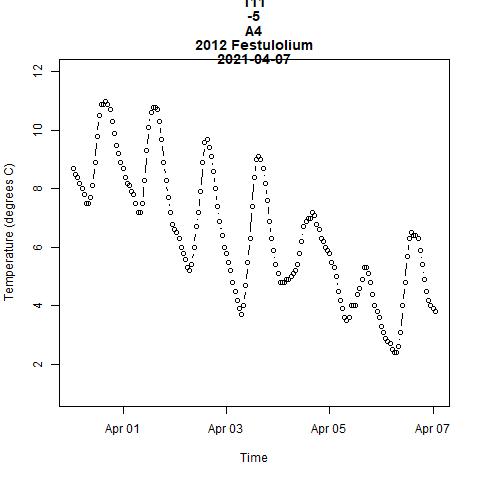 T11
-5
A4
2012 Festulolium
2021-04-07
12
10
8
6
4
2
Temperature (degrees C)
Apr 01 Apr 03 Apr 05 Apr 07
Time